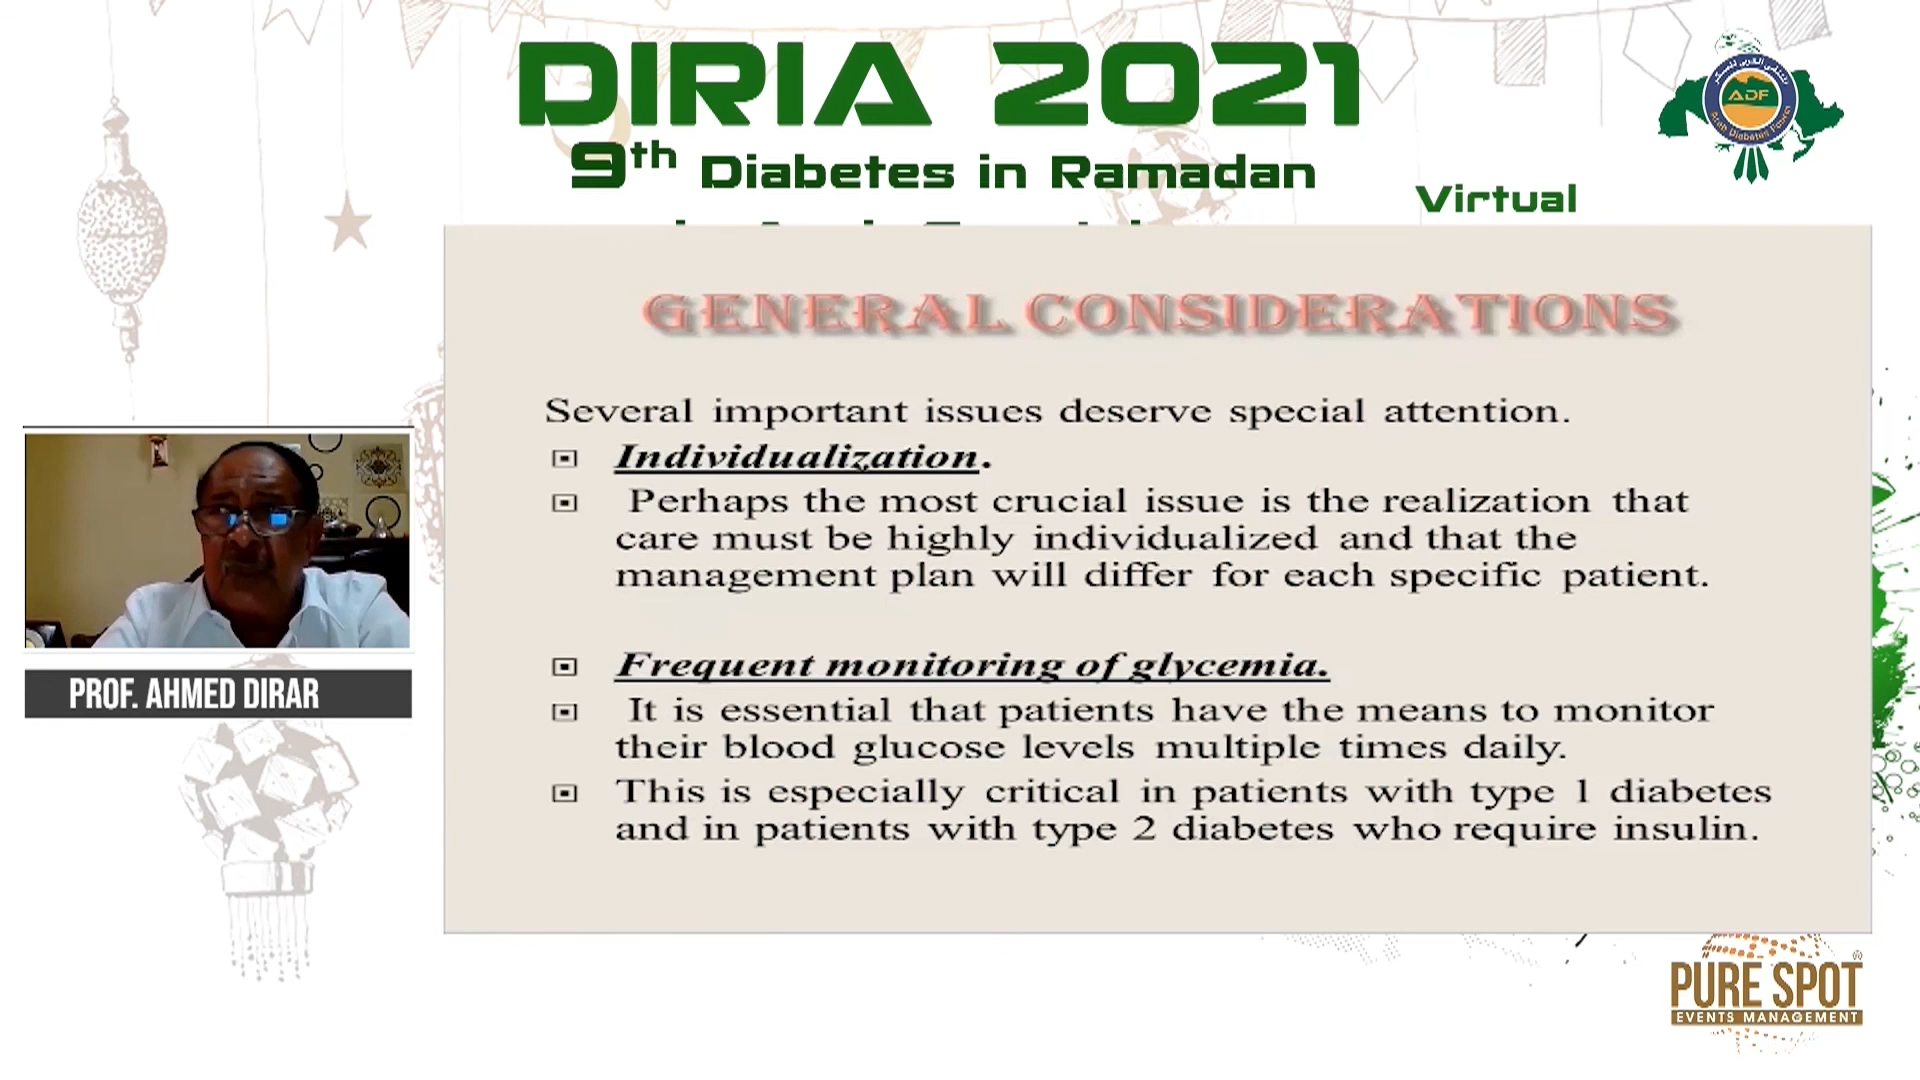 DIRIA 2021
9th Diabetes in Ramadan
Virtual
ADF
Arab Diabetes
GENERAL CONSIDERATIONS
Several important issues deserve special attention.
Individualization.
Perhaps the most crucial issue is the realization that
care must be highly individualized and that the
management plan will differ for each specific patient.
Frequent monitoring of glycemia.
It is essential that patients have the means to monitor
their blood glucose levels multiple times daily.
This is especially critical in patients with type 1 diabetes
and in patients with type 2 diabetes who require insulin.
PROF. AHMED DIRAR
PURE SPOT®
EVENTS MANAGEMENT